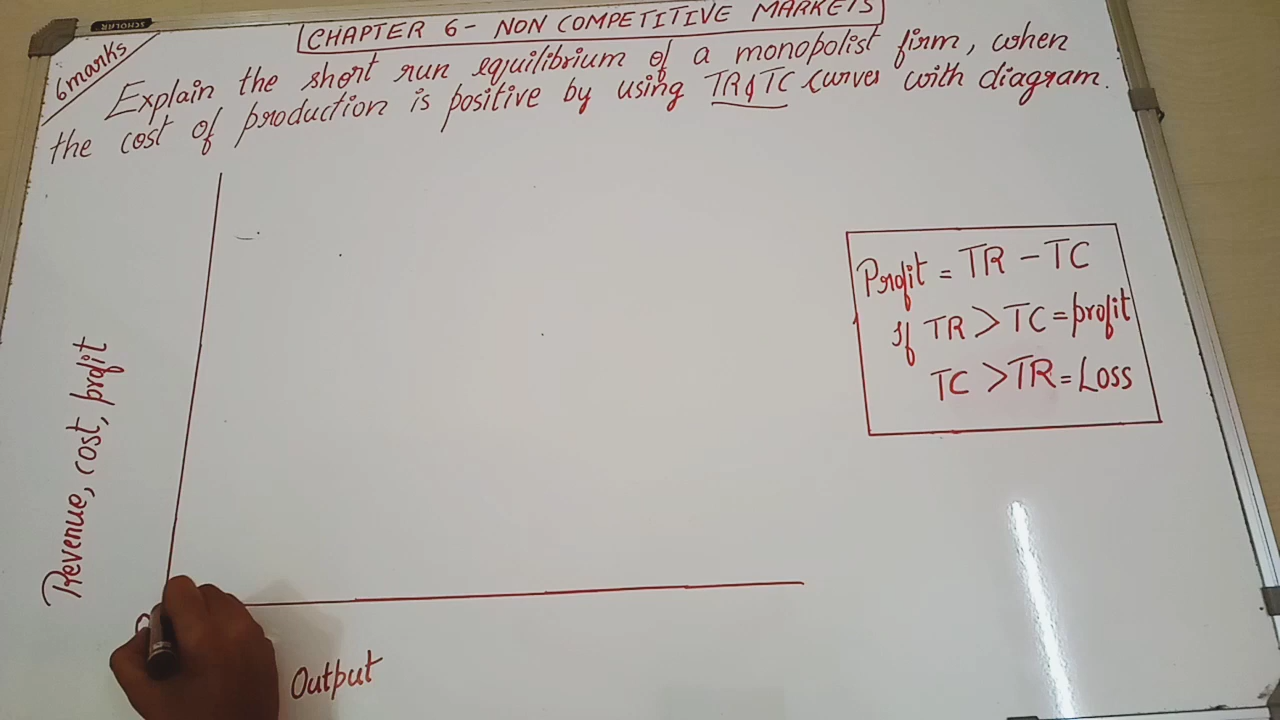 SCHOLAR
CHAPTER 6- NON COMPETITIVE MARKETS
6marks
Explain the short run equilibrium of a monopolist firm, when
the cost of production is positive by using TR & TC curves with diagram.
Revenue, cost, profit
Profit = TR - TC
If TR > TC = profit
TC > TR = Loss
Output